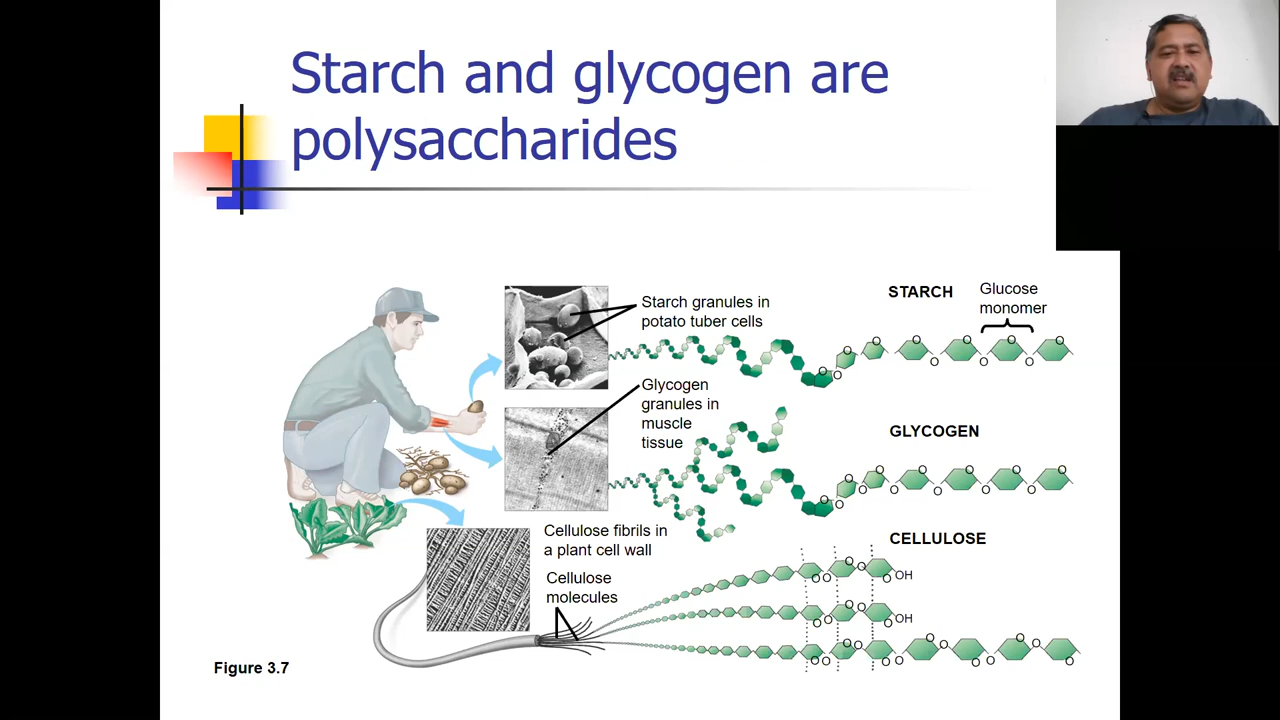 Starch and glycogen are
polysaccharides
Starch granules in
potato tuber cells
STARCH
Glucose
monomer
O O O O O O
O O O O O
Glycogen
granules in
muscle
tissue
GLYCOGEN
O O O O O
O O O O O O
Cellulose fibrils in
a plant cell wall
CELLULOSE
Cellulose
molecules
O O O OH
O O O
O O O OH
O O O
O O O O O O
O O O O O O
Figure 3.7